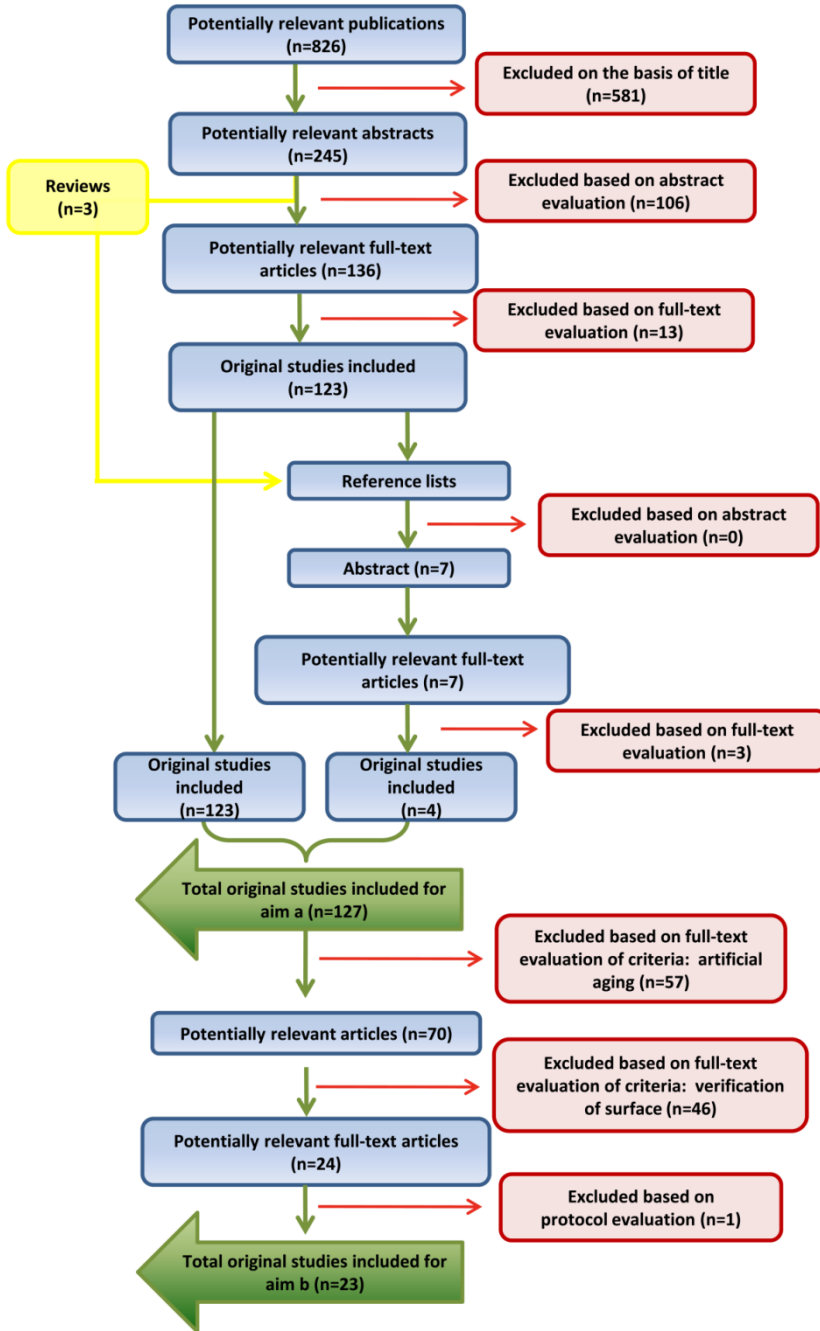 Potentially relevant publications
(n=826)
Excluded on the basis of title
(n=581)
Potentially relevant abstracts
(n=245)
Reviews
(n=3)
Excluded based on abstract
evaluation (n=106)
Potentially relevant full-text
articles (n=136)
Excluded based on full-text
evaluation (n=13)
Original studies included
(n=123)
Reference lists
Excluded based on abstract
evaluation (n=0)
Abstract (n=7)
Potentially relevant full-text
articles (n=7)
Excluded based on full-text
evaluation (n=3)
Original studies
included
(n=123)
Original studies
included
(n=4)
Total original studies included for
aim a (n=127)
Excluded based on full-text
evaluation of criteria: artificial
aging (n=57)
Potentially relevant articles (n=70)
Excluded based on full-text
evaluation of criteria: verification
of surface (n=46)
Potentially relevant full-text articles
(n=24)
Excluded based on
protocol evaluation (n=1)
Total original studies included for
aim b (n=23)